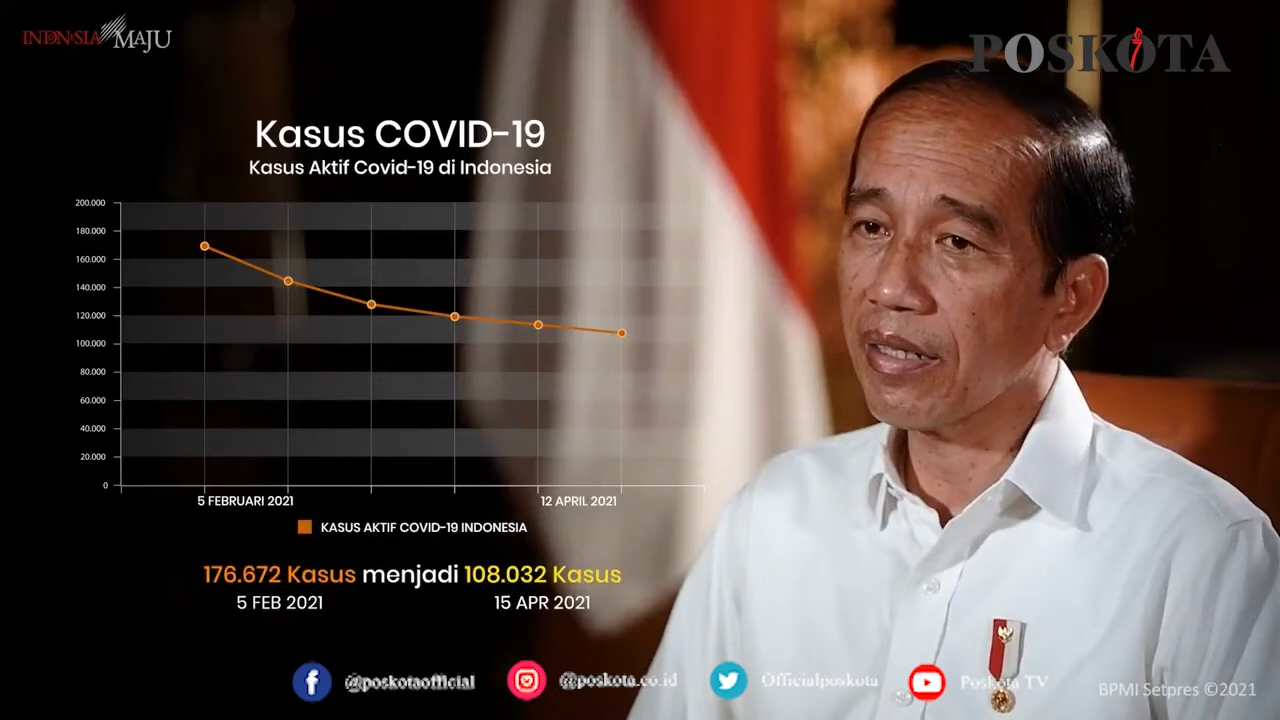 INDONESIA MAJU
POSKOTA
Kasus COVID-19
Kasus Aktif Covid-19 di Indonesia
200.000
180.000
160.000
140.000
120.000
100.000
80.000
60.000
40.000
20.000
0
5 FEBRUARI 2021
12 APRIL 2021
KASUS AKTIF COVID-19 INDONESIA
176.672 Kasus menjadi 108.032 Kasus
5 FEB 2021
15 APR 2021
@poskotaofficial
@poskota.co.id
Officialposkota
Poskota TV
BPMI Setpres ©2021